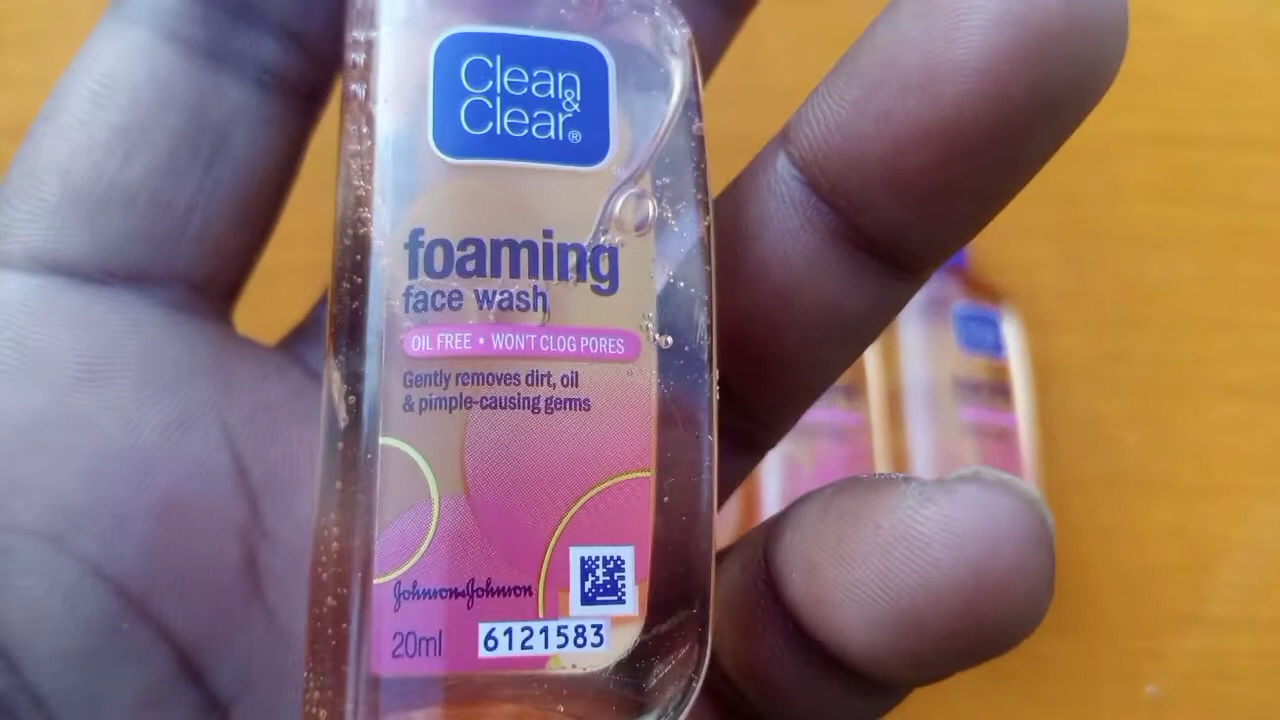 Clean
&
Clear®
foaming
face wash
OIL FREE • WON'T CLOG PORES
Gently removes dirt, oil
& pimple-causing germs
Johnson&Johnson
20ml
6121583